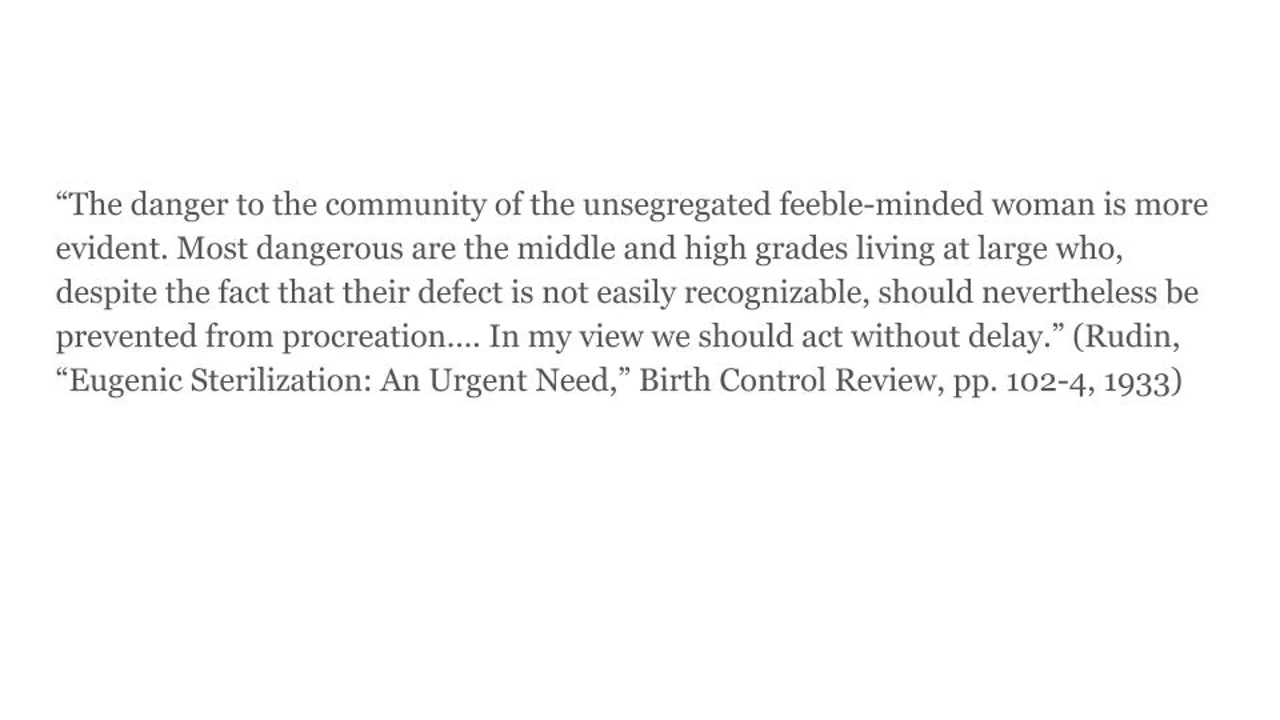 “The danger to the community of the unsegregated feeble-minded woman is more
evident. Most dangerous are the middle and high grades living at large who,
despite the fact that their defect is not easily recognizable, should nevertheless be
prevented from procreation.... In my view we should act without delay.” (Rudin,
“Eugenic Sterilization: An Urgent Need,” Birth Control Review, pp. 102-4, 1933)